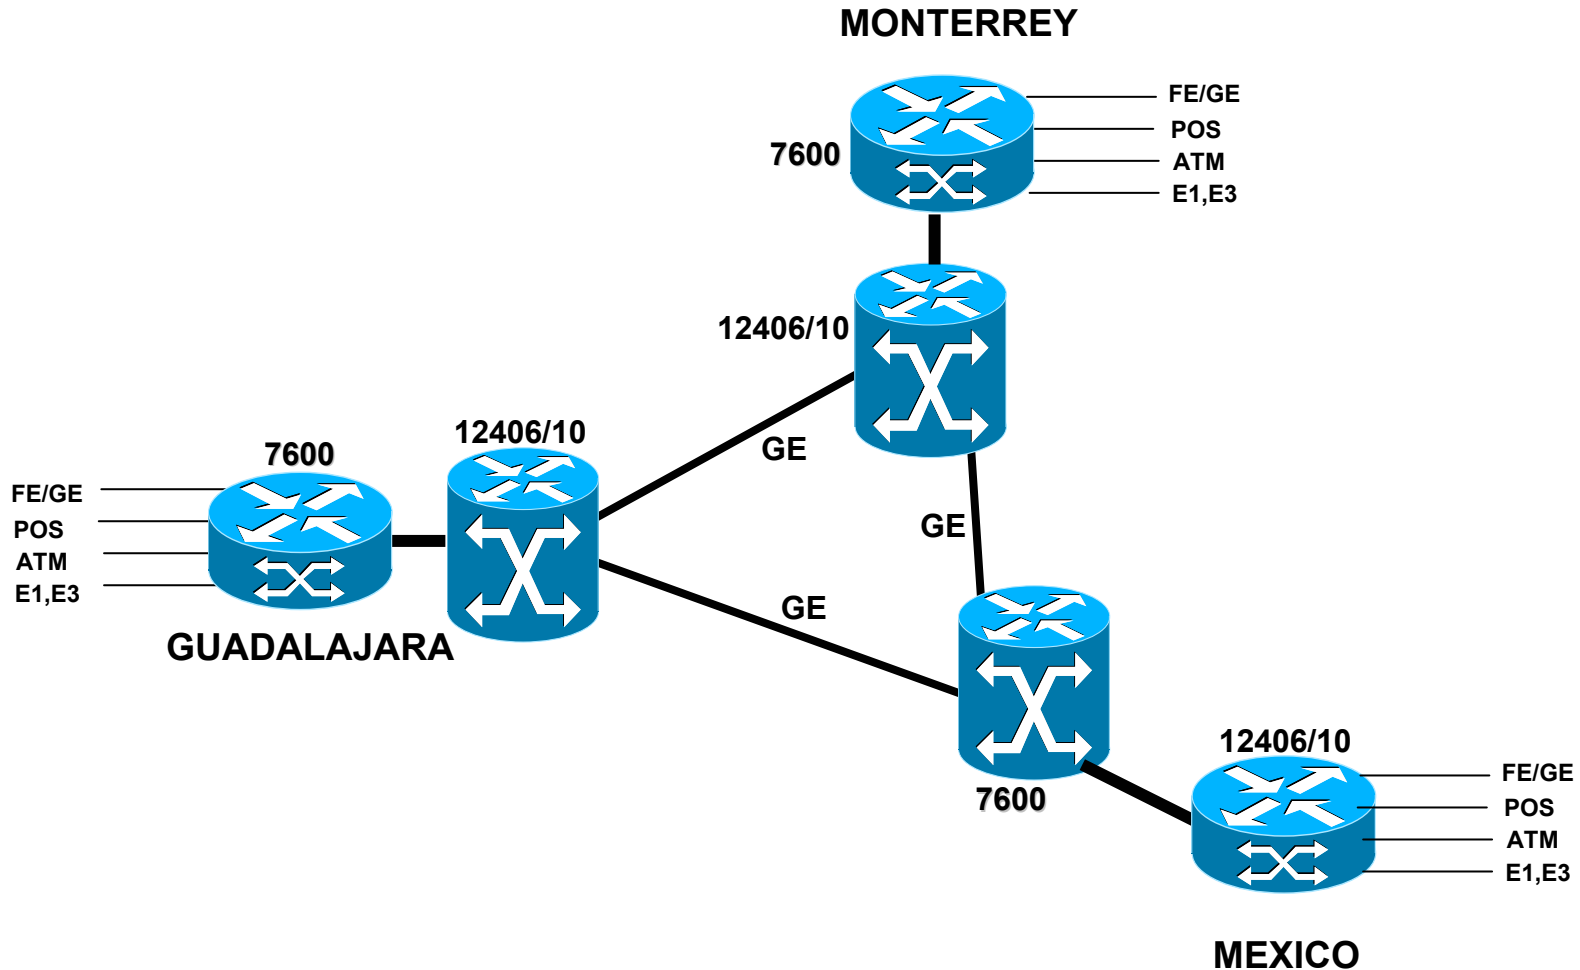 MONTERREY
FE/GE
POS
7600
ATM
E1,E3
12406/10
GE
12406/10
7600
FE/GE
POS
ATM
E1,E3
GUADALAJARA
GE
GE
12406/10
7600
FE/GE
POS
ATM
E1,E3
MEXICO